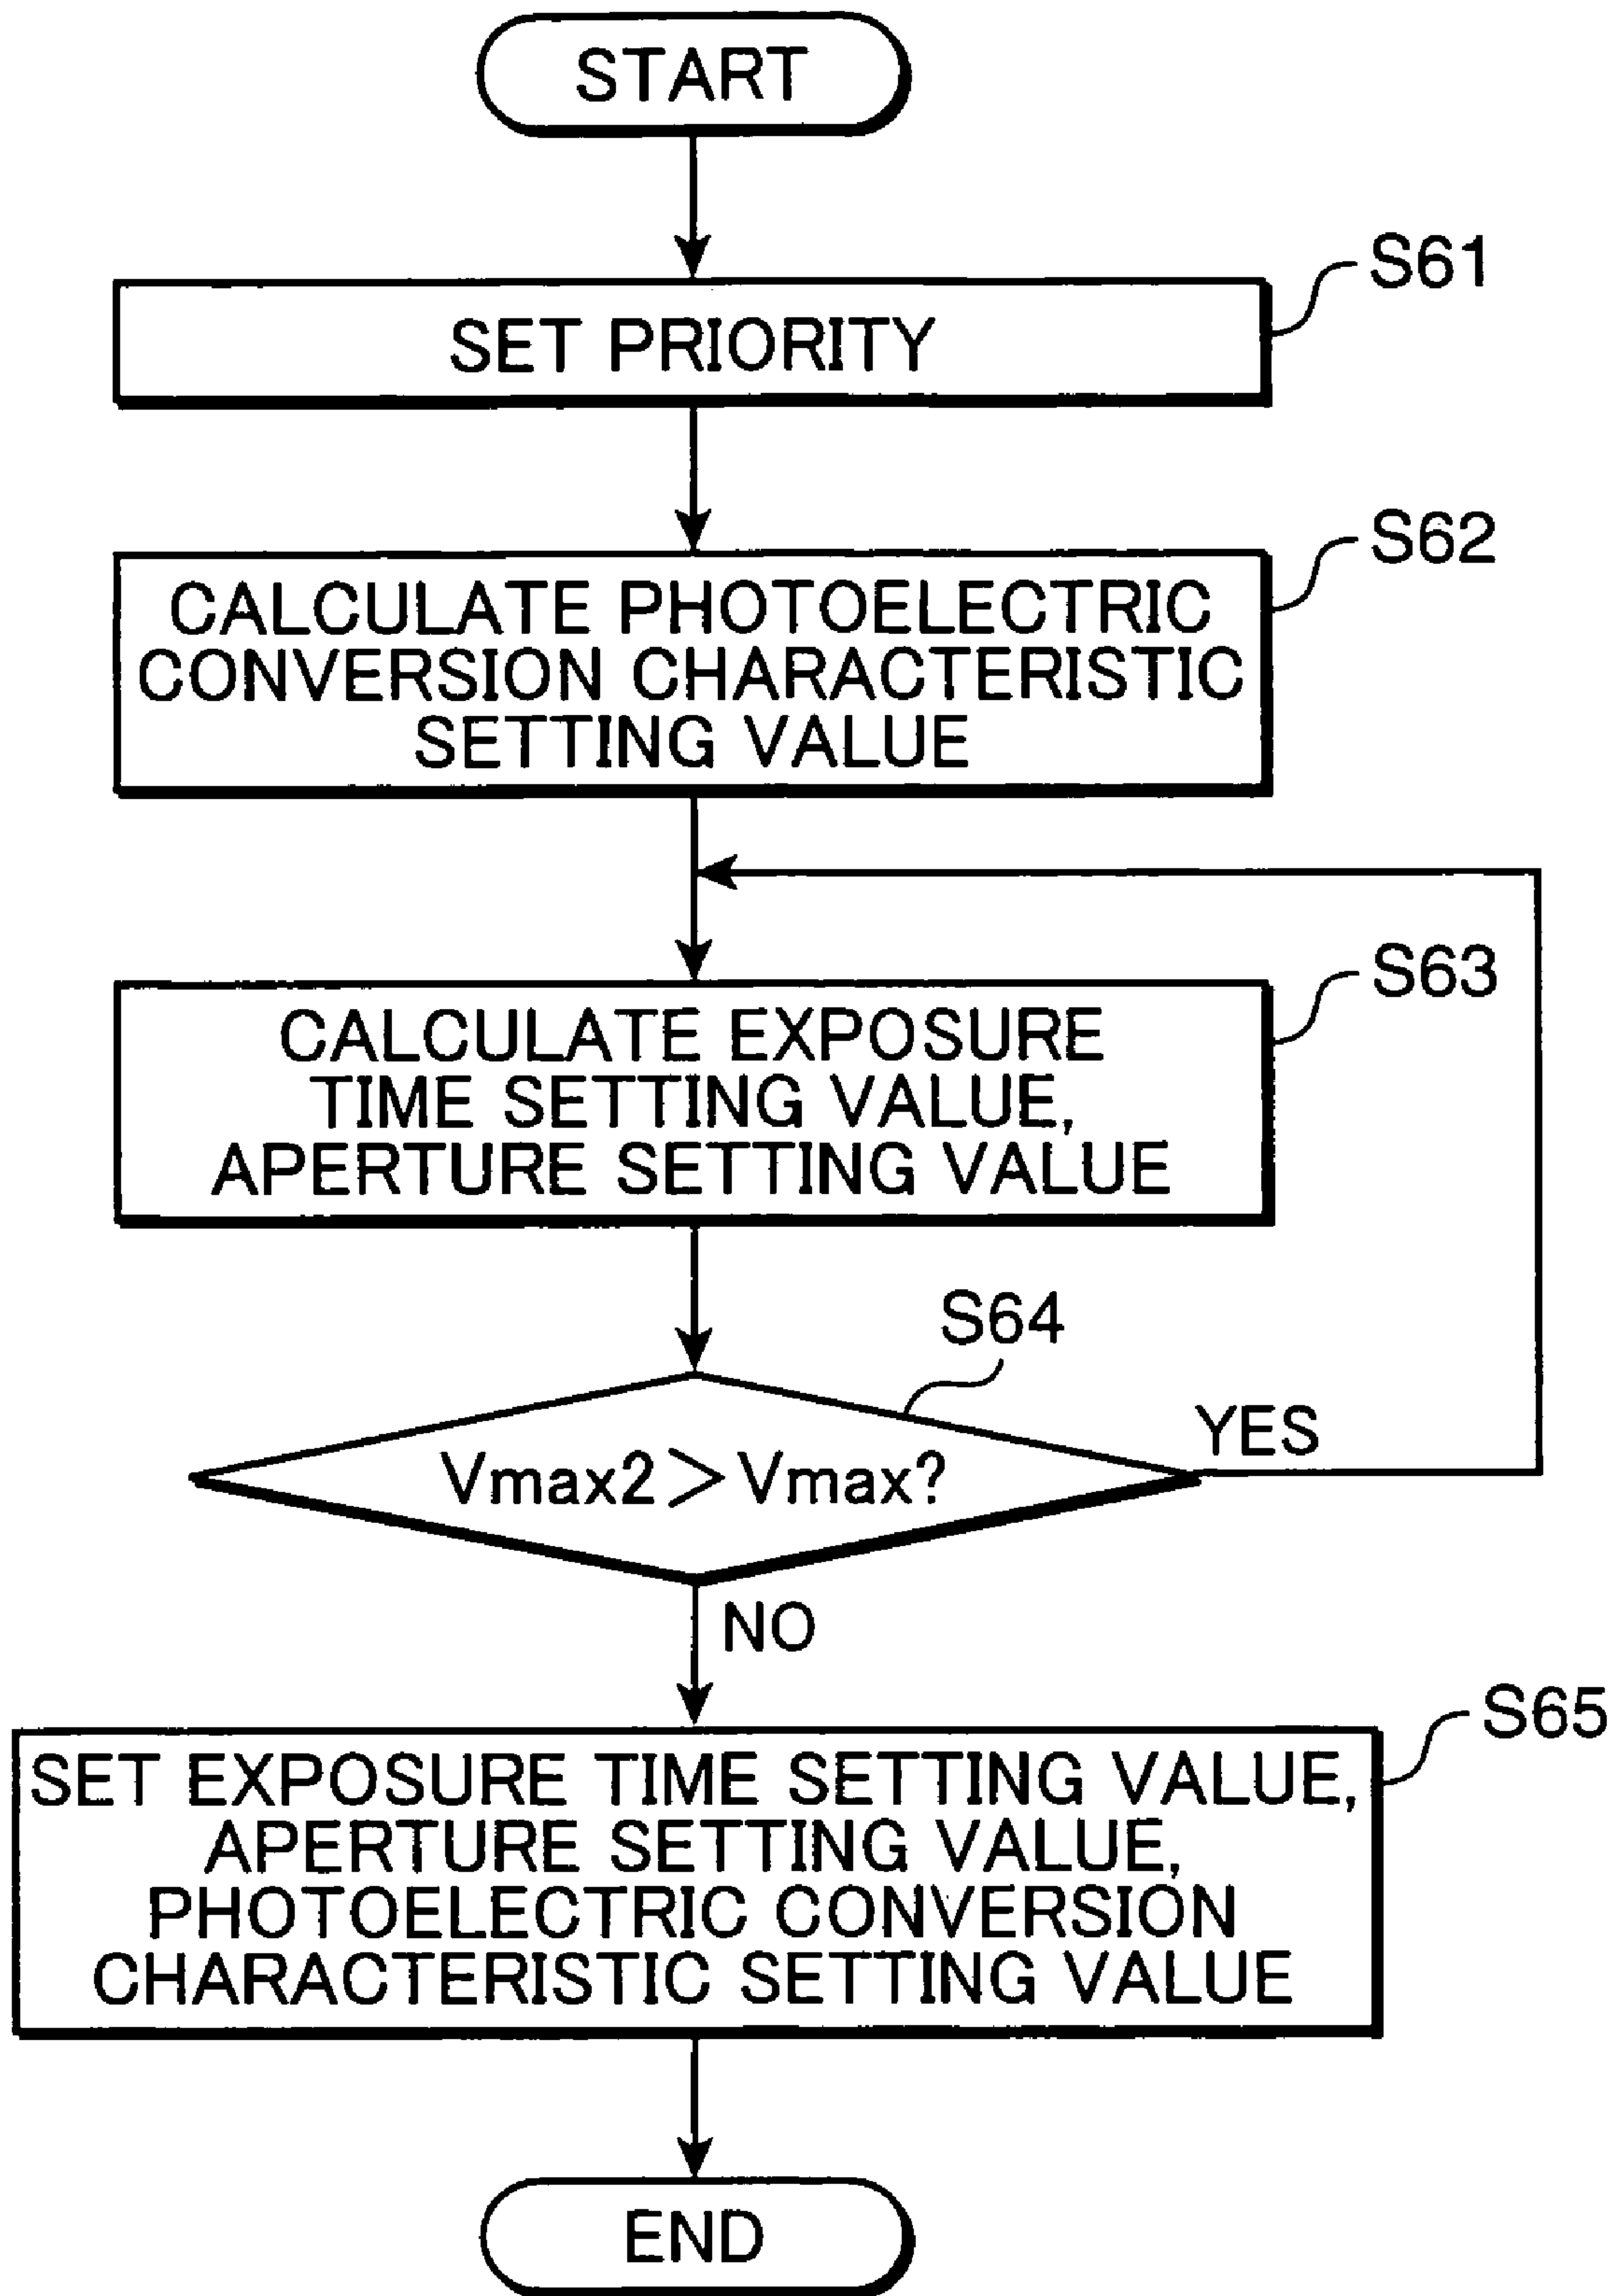 START
S61
SET PRIORITY
S62
CALCULATE PHOTOELECTRIC
CONVERSION CHARACTERISTIC
SETTING VALUE
S63
CALCULATE EXPOSURE
TIME SETTING VALUE,
APERTURE SETTING VALUE
S64
Vmax2>Vmax?
YES
NO
S65
SET EXPOSURE TIME SETTING VALUE,
APERTURE SETTING VALUE,
PHOTOELECTRIC CONVERSION
CHARACTERISTIC SETTING VALUE
END